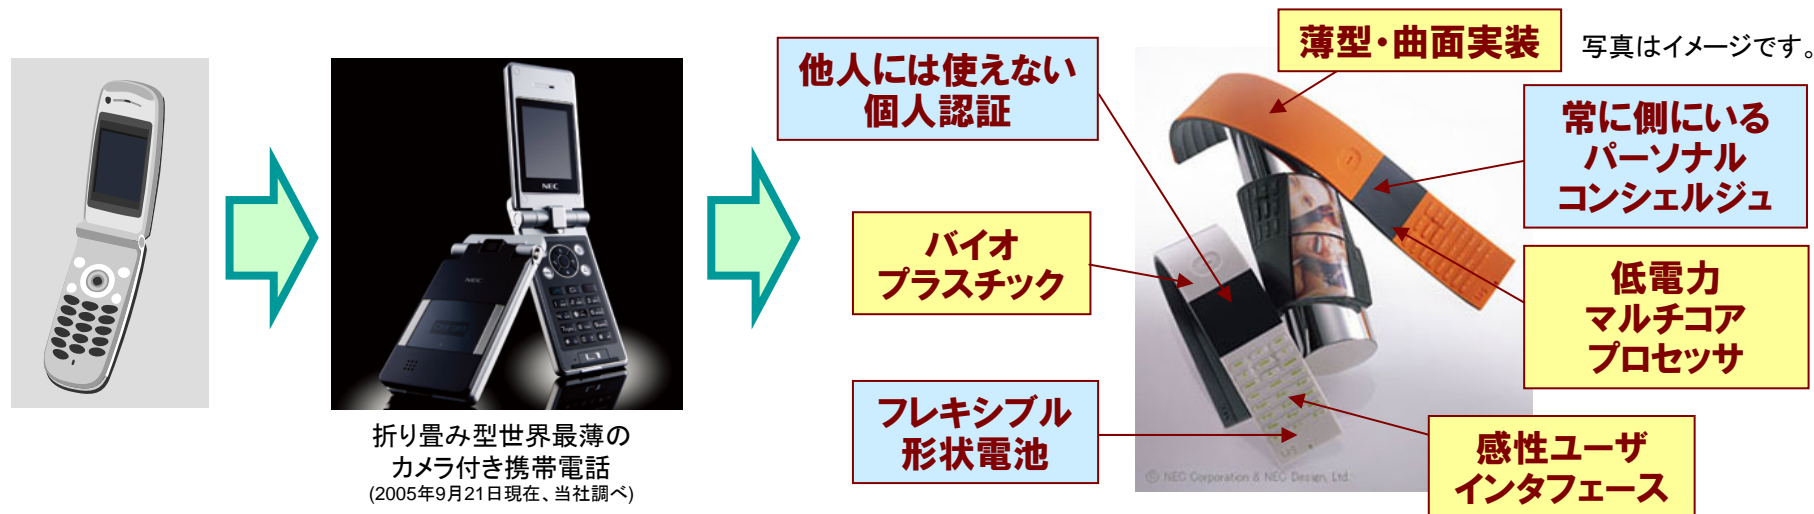 薄型・曲面実装
写真はイメージです。
他人には使えない
個人認証
常に側にいる
パーソナル
コンシェルジュ
バイオ
プラスチック
低電力
マルチコア
プロセッサ
フレキシブル
形状電池
感性ユーザ
インタフェース
NEC
NEC
折り畳み型世界最薄の
カメラ付き携帯電話
(2005年9月21日現在、当社調べ)
© NEC Corporation & NEC Design, Ltd.